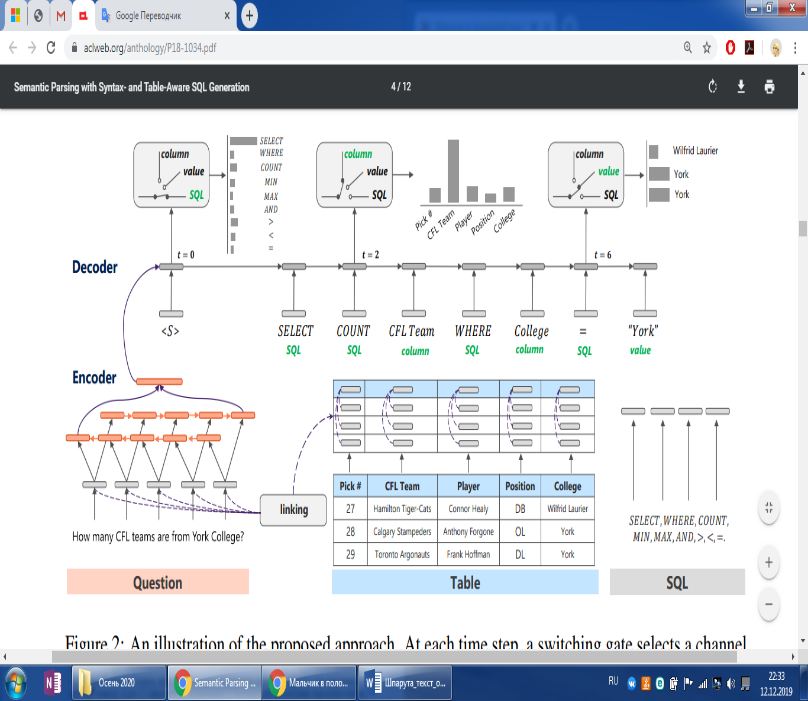 Google Переводчик
aclweb.org/anthology/P18-1034.pdf
Semantic Parsing with Syntax- and Table-Aware SQL Generation
4 / 12
column
value
SQL
SELECT
WHERE
COUNT
MIN
MAX
AND
>
<
=
column
value
SQL
Pick #
CFL Team
Player
Position
College
column
value
SQL
Wilfrid Laurier
York
York
t = 0
t = 2
t = 6
Decoder
<S> SELECT COUNT CFL Team WHERE College = "York"
SQL SQL column SQL column SQL value
Encoder
linking
Pick # CFL Team Player Position College
27 Hamilton Tiger-Cats Connor Healy DB Wilfrid Laurier
28 Calgary Stampeders Anthony Forgone OL York
29 Toronto Argonauts Frank Hoffman DL York
How many CFL teams are from York College?
SELECT, WHERE, COUNT,
MIN, MAX, AND, >, <, =.
Question
Table
SQL
Figure 2: An illustration of the proposed approach. At each time step, a switching gate selects a channel
Осень 2020
Semantic Parsing ...
Мальчик в поло...
Шпарута_текст_о...
RU
22:33
12.12.2019